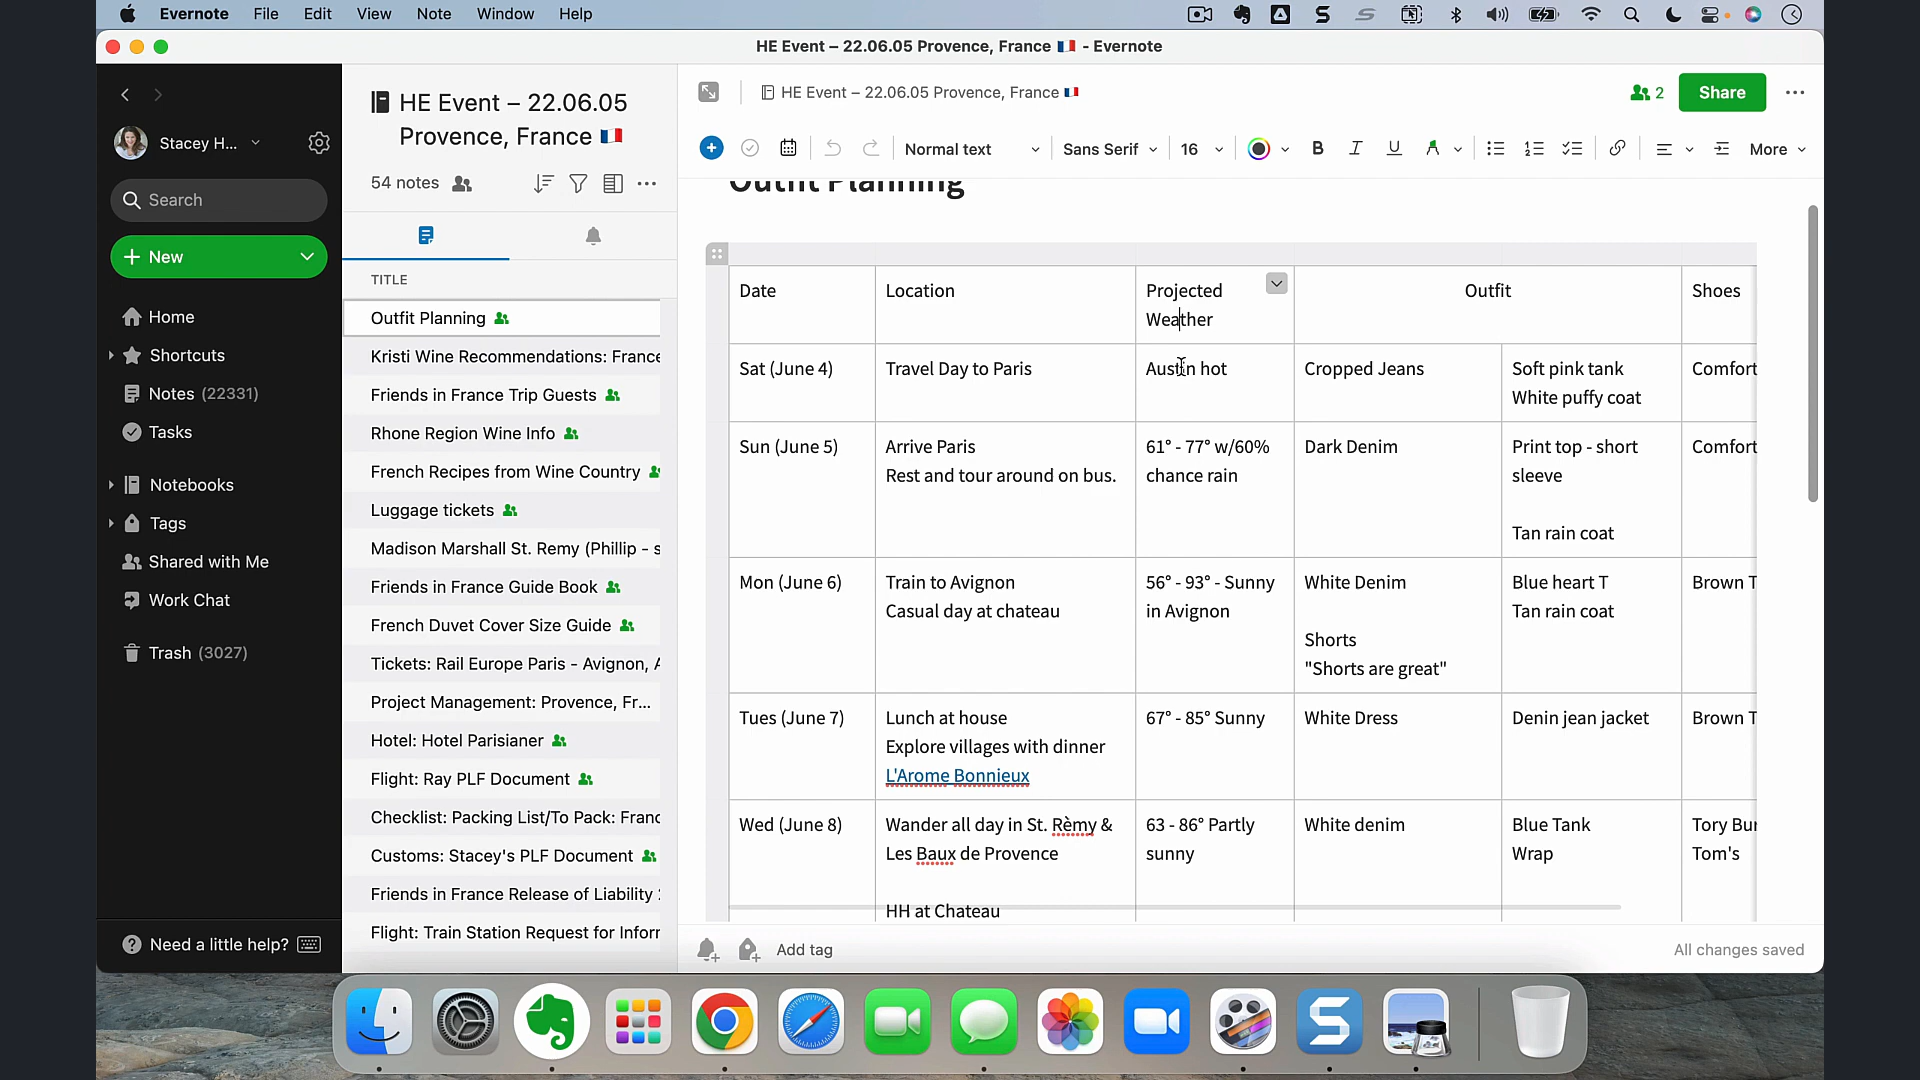 Evernote File Edit View Note Window Help
HE Event – 22.06.05 Provence, France 🇫🇷 - Evernote
Stacey H...
Search
New
Home
Shortcuts
Notes (22331)
Tasks
Notebooks
Tags
Shared with Me
Work Chat
Trash (3027)
Need a little help?
HE Event – 22.06.05
Provence, France 🇫🇷
54 notes
TITLE
Outfit Planning
Kristi Wine Recommendations: France
Friends in France Trip Guests
Rhone Region Wine Info
French Recipes from Wine Country
Luggage tickets
Madison Marshall St. Remy (Phillip - s
Friends in France Guide Book
French Duvet Cover Size Guide
Tickets: Rail Europe Paris - Avignon, A
Project Management: Provence, Fr...
Hotel: Hotel Parisianer
Flight: Ray PLF Document
Checklist: Packing List/To Pack: Franc
Customs: Stacey's PLF Document
Friends in France Release of Liability
Flight: Train Station Request for Infor
HE Event – 22.06.05 Provence, France 🇫🇷
2
Share
Normal text Sans Serif 16 B I U More
Outfit Planning
Date Location Projected Outfit Shoes
Weather
Sat (June 4) Travel Day to Paris Austin hot Cropped Jeans Soft pink tank Comfort
White puffy coat
Sun (June 5) Arrive Paris 61° - 77° w/60% Dark Denim Print top - short Comfort
Rest and tour around on bus. chance rain sleeve
Tan rain coat
Mon (June 6) Train to Avignon 56° - 93° - Sunny White Denim Blue heart T Brown T
Casual day at chateau in Avignon Tan rain coat
Shorts
"Shorts are great"
Tues (June 7) Lunch at house 67° - 85° Sunny White Dress Denin jean jacket Brown T
Explore villages with dinner
L'Arome Bonnieux
Wed (June 8) Wander all day in St. Rèmy & 63 - 86° Partly White denim Blue Tank Tory Bur
Les Baux de Provence sunny Wrap Tom's
HH at Chateau
Add tag
All changes saved